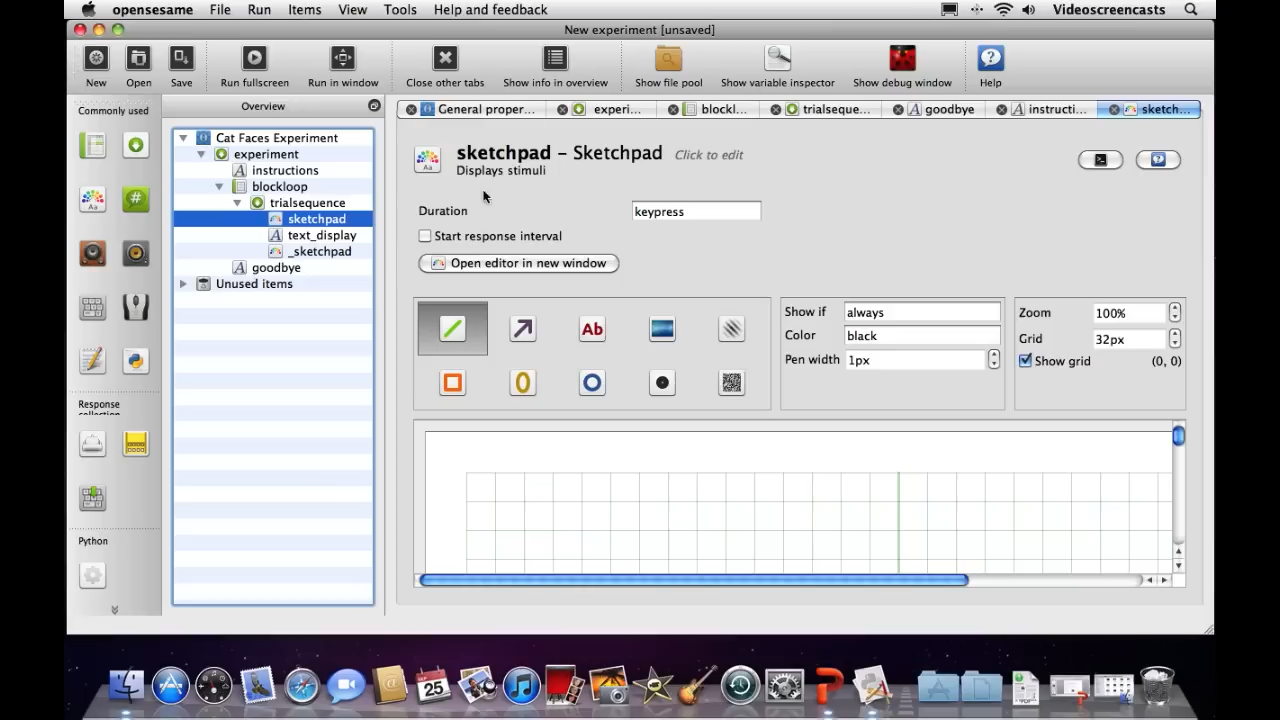 opensesame File Run Items View Tools Help and feedback Videoscreencasts
New experiment [unsaved]
New Open Save Run fullscreen Run in window Close other tabs Show info in overview Show file pool Show variable inspector Show debug window Help
Commonly used
Overview
General proper... experi... blockl... trialseque... goodbye instructi... sketch...
Cat Faces Experiment
experiment
instructions
blockloop
trialsequence
sketchpad
text_display
_sketchpad
goodbye
Unused items
Response
Python
sketchpad – Sketchpad Click to edit
Displays stimuli
Duration keypress
Start response interval
Open editor in new window
Aa
Ab
Show if always
Color black
Pen width 1px
Zoom 100%
Grid 32px
Show grid (0, 0)
SEP
25